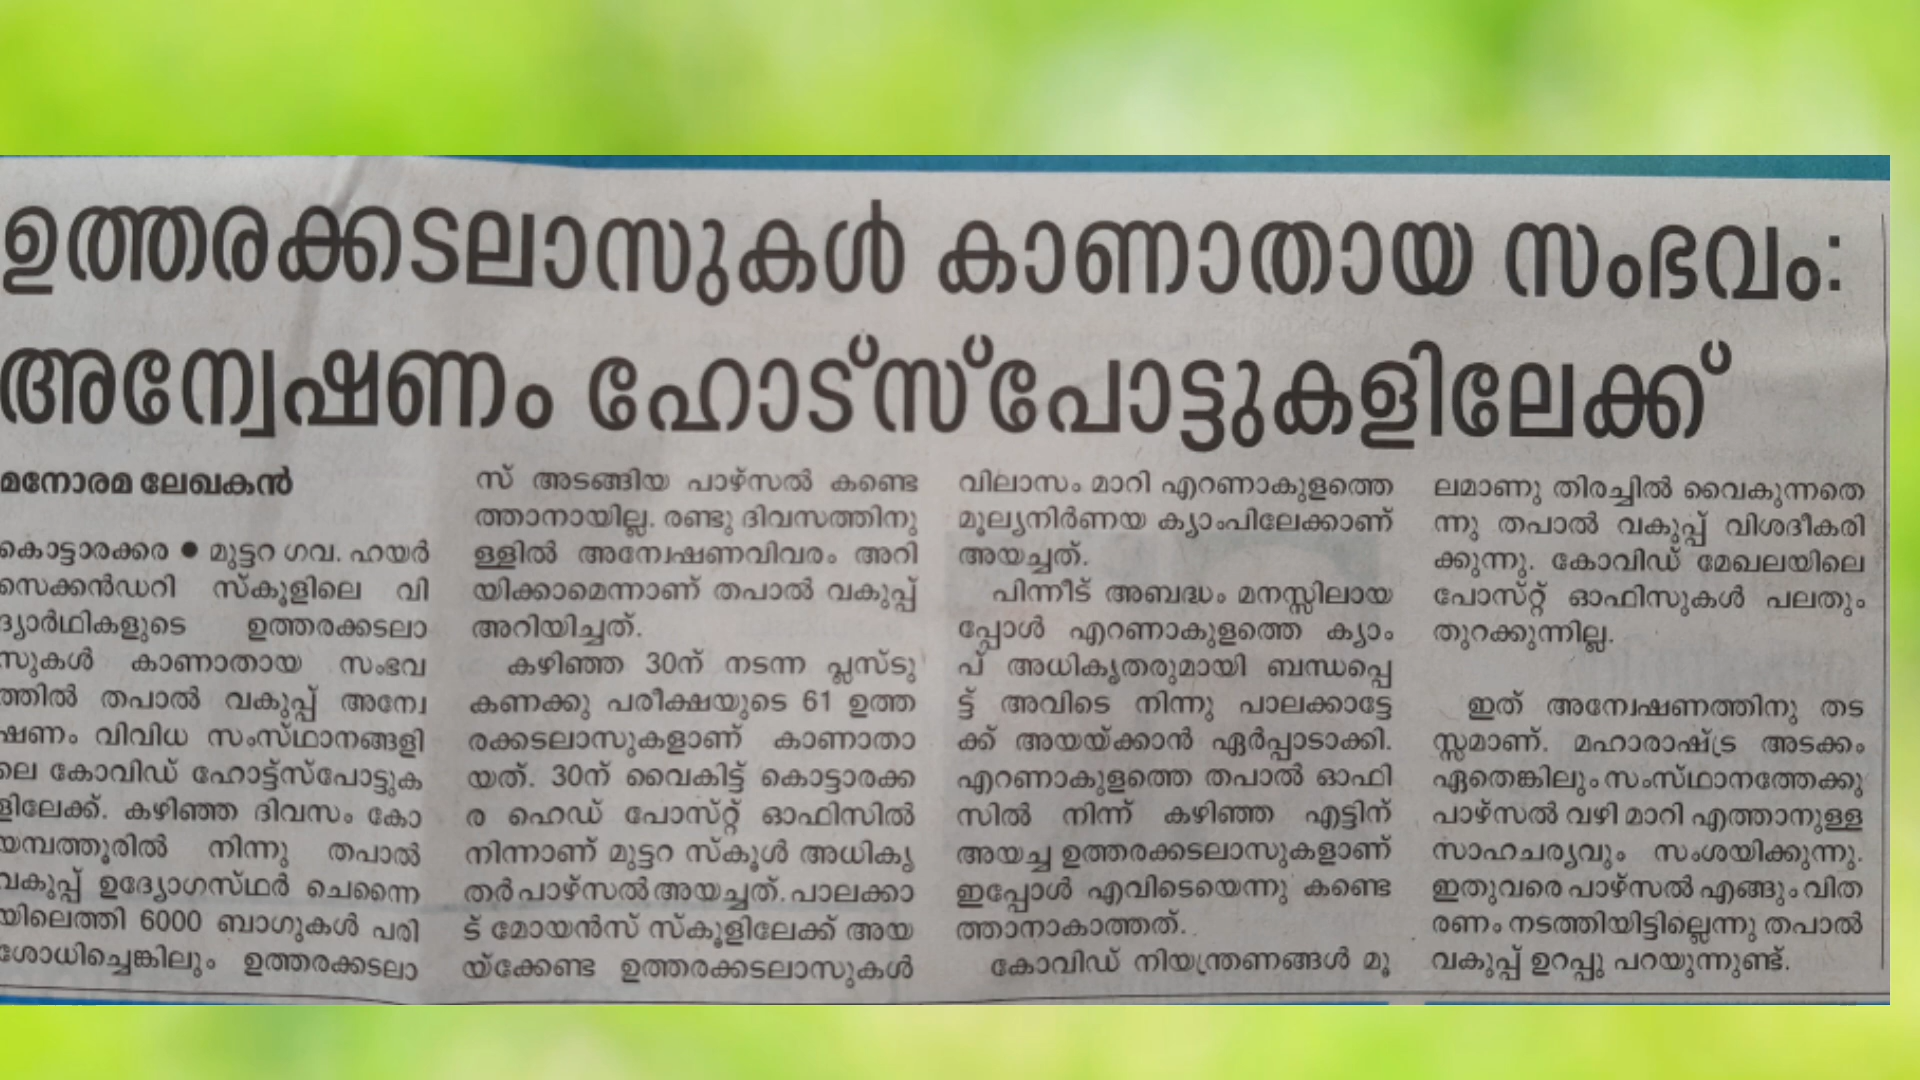 ഉത്തരക്കടലാസുകൾ കാണാതായ സംഭവം:
അന്വേഷണം ഹോട്സ്പോട്ടുകളിലേക്ക്
മനോരമ ലേഖകൻ
കൊട്ടാരക്കര ● മുട്ടറ ഗവ. ഹയർ
സെക്കൻഡറി സ്കൂളിലെ വി
ദ്യാർഥികളുടെ ഉത്തരക്കടലാ
സുകൾ കാണാതായ സംഭവ
ത്തിൽ തപാൽ വകുപ്പ് അന്വേ
ഷണം വിവിധ സംസ്ഥാനങ്ങളി
ലെ കോവിഡ് ഹോട്ട്സ്പോട്ടുക
ളിലേക്ക്. കഴിഞ്ഞ ദിവസം കോ
യമ്പത്തൂരിൽ നിന്നു തപാൽ
വകുപ്പ് ഉദ്യോഗസ്ഥർ ചെന്നൈ
യിലെത്തി 6000 ബാഗുകൾ പരി
ശോധിച്ചെങ്കിലും ഉത്തരക്കടലാ
സ് അടങ്ങിയ പാഴ്സൽ കണ്ടെ
ത്താനായില്ല. രണ്ടു ദിവസത്തിനു
ള്ളിൽ അന്വേഷണവിവരം അറി
യിക്കാമെന്നാണ് തപാൽ വകുപ്പ്
അറിയിച്ചത്.
കഴിഞ്ഞ 30ന് നടന്ന പ്ലസ്ടു
കണക്കു പരീക്ഷയുടെ 61 ഉത്ത
രക്കടലാസുകളാണ് കാണാതാ
യത്. 30ന് വൈകിട്ട് കൊട്ടാരക്ക
ര ഹെഡ് പോസ്റ്റ് ഓഫിസിൽ
നിന്നാണ് മുട്ടറ സ്കൂൾ അധികൃ
തർ പാഴ്സൽ അയച്ചത്. പാലക്കാ
ട് മോയൻസ് സ്കൂളിലേക്ക് അയ
യ്ക്കേണ്ട ഉത്തരക്കടലാസുകൾ
വിലാസം മാറി എറണാകുളത്തെ
മൂല്യനിർണയ ക്യാംപിലേക്കാണ്
അയച്ചത്.
പിന്നീട് അബദ്ധം മനസ്സിലായ
പ്പോൾ എറണാകുളത്തെ ക്യാം
പ് അധികൃതരുമായി ബന്ധപ്പെ
ട്ട് അവിടെ നിന്നു പാലക്കാട്ടേ
ക്ക് അയയ്ക്കാൻ ഏർപ്പാടാക്കി.
എറണാകുളത്തെ തപാൽ ഓഫി
സിൽ നിന്ന് കഴിഞ്ഞ എട്ടിന്
അയച്ച ഉത്തരക്കടലാസുകളാണ്
ഇപ്പോൾ എവിടെയെന്നു കണ്ടെ
ത്താനാകാത്തത്.
കോവിഡ് നിയന്ത്രണങ്ങൾ മൂ
ലമാണു തിരച്ചിൽ വൈകുന്നതെ
ന്നു തപാൽ വകുപ്പ് വിശദീകരി
ക്കുന്നു. കോവിഡ് മേഖലയിലെ
പോസ്റ്റ് ഓഫിസുകൾ പലതും
തുറക്കുന്നില്ല.
ഇത് അന്വേഷണത്തിനു തട
സ്സമാണ്. മഹാരാഷ്ട്ര അടക്കം
ഏതെങ്കിലും സംസ്ഥാനത്തേക്കു
പാഴ്സൽ വഴി മാറി എത്താനുള്ള
സാഹചര്യവും സംശയിക്കുന്നു.
ഇതുവരെ പാഴ്സൽ എങ്ങും വിത
രണം നടത്തിയിട്ടില്ലെന്നു തപാൽ
വകുപ്പ് ഉറപ്പു പറയുന്നുണ്ട്.